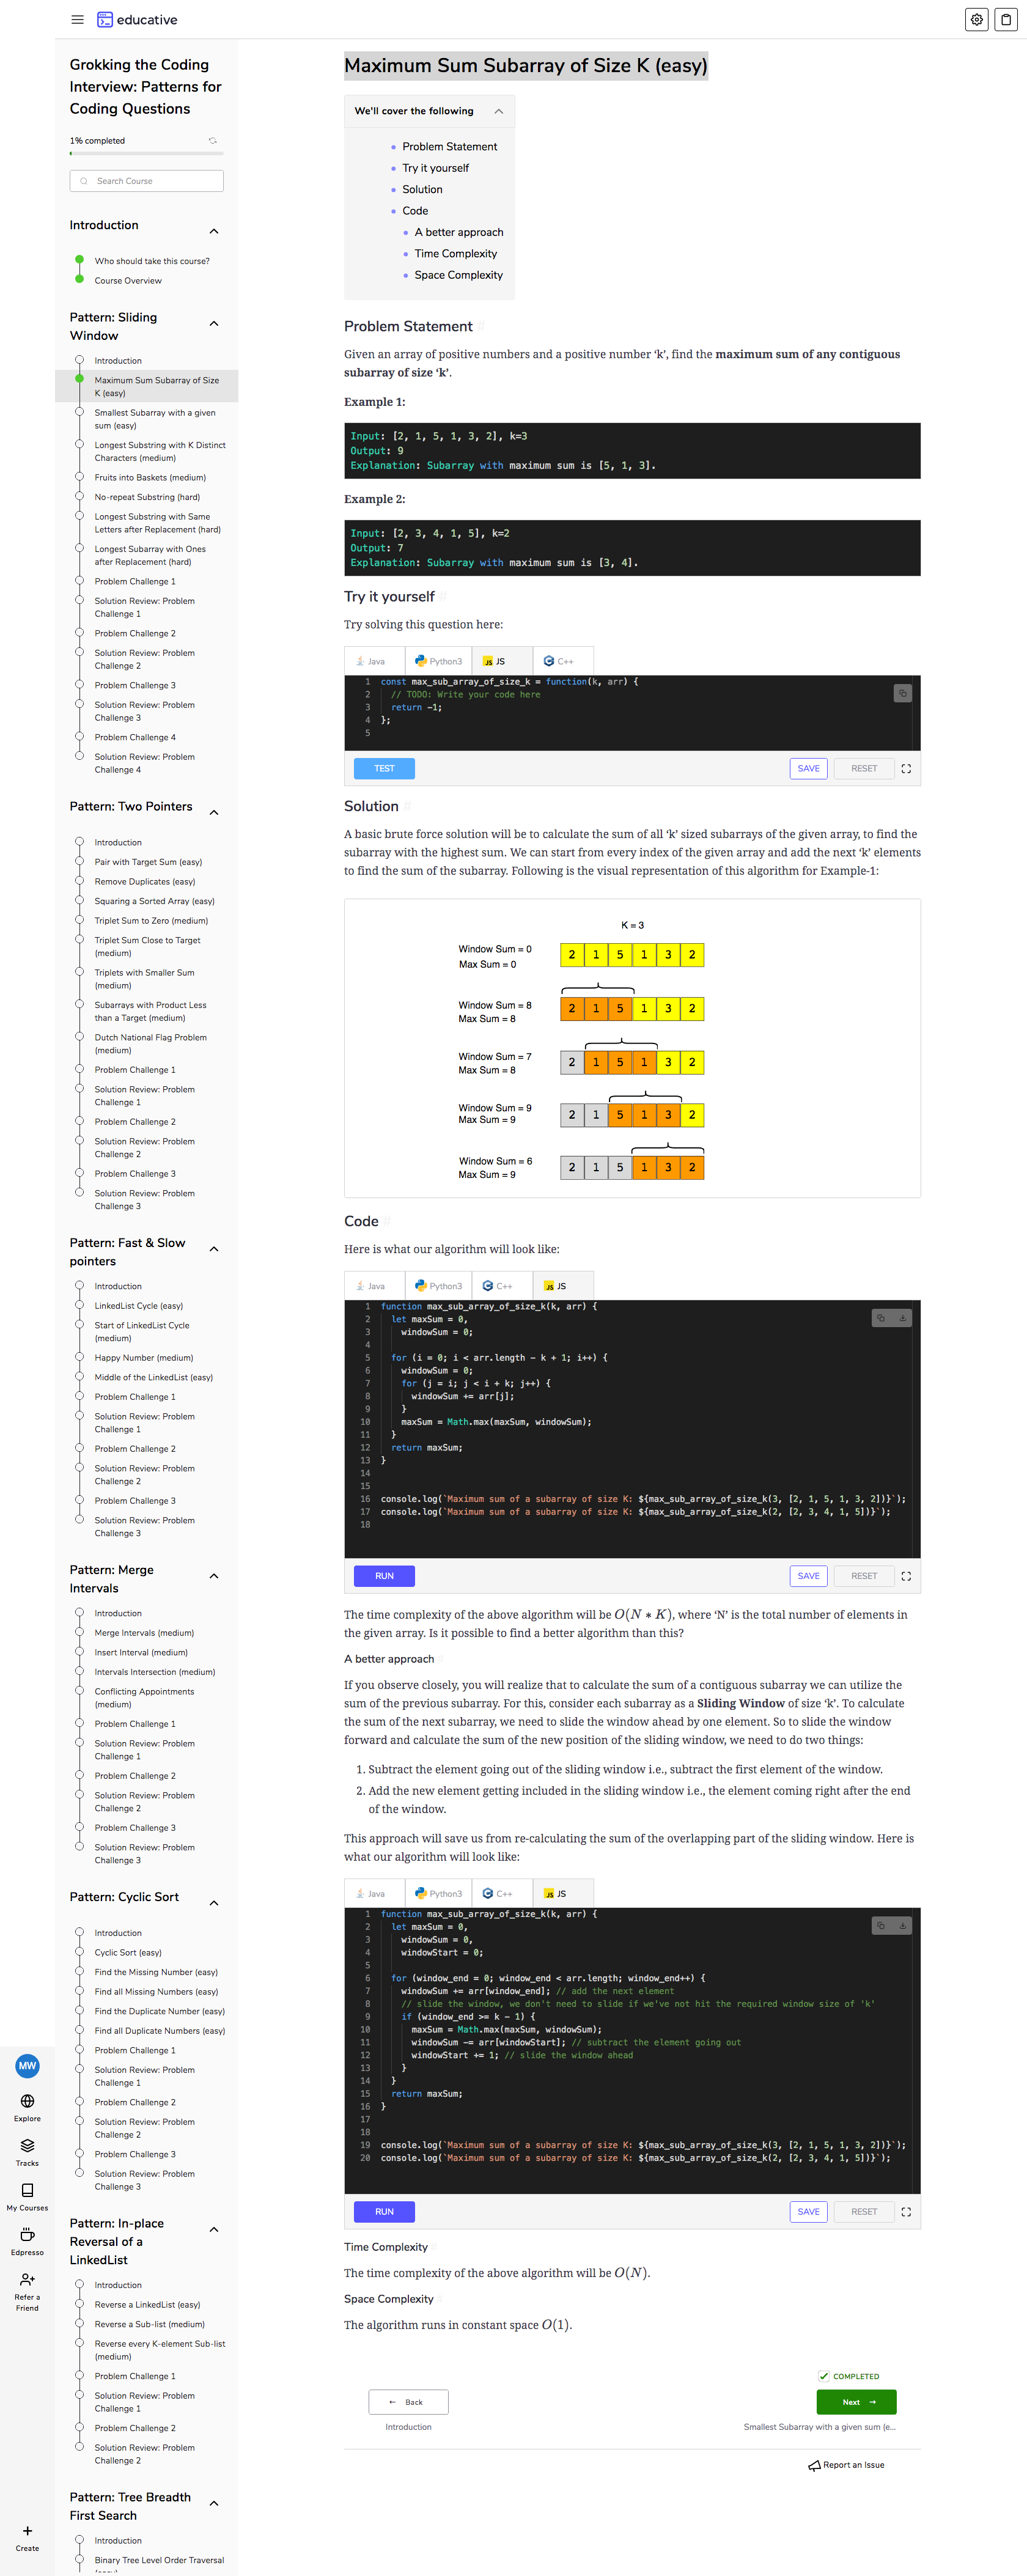 educative
Grokking the Coding
Interview: Patterns for
Coding Questions
1% completed
Search Course
Introduction
Who should take this course?
Course Overview
Pattern: Sliding
Window
Introduction
Maximum Sum Subarray of Size
K (easy)
Smallest Subarray with a given
sum (easy)
Longest Substring with K Distinct
Characters (medium)
Fruits into Baskets (medium)
No-repeat Substring (hard)
Longest Substring with Same
Letters after Replacement (hard)
Longest Subarray with Ones
after Replacement (hard)
Problem Challenge 1
Solution Review: Problem
Challenge 1
Problem Challenge 2
Solution Review: Problem
Challenge 2
Problem Challenge 3
Solution Review: Problem
Challenge 3
Problem Challenge 4
Solution Review: Problem
Challenge 4
Pattern: Two Pointers
Introduction
Pair with Target Sum (easy)
Remove Duplicates (easy)
Squaring a Sorted Array (easy)
Triplet Sum to Zero (medium)
Triplet Sum Close to Target
(medium)
Triplets with Smaller Sum
(medium)
Subarrays with Product Less
than a Target (medium)
Dutch National Flag Problem
(medium)
Problem Challenge 1
Solution Review: Problem
Challenge 1
Problem Challenge 2
Solution Review: Problem
Challenge 2
Problem Challenge 3
Solution Review: Problem
Challenge 3
Pattern: Fast & Slow
pointers
Introduction
LinkedList Cycle (easy)
Start of LinkedList Cycle
(medium)
Happy Number (medium)
Middle of the LinkedList (easy)
Problem Challenge 1
Solution Review: Problem
Challenge 1
Problem Challenge 2
Solution Review: Problem
Challenge 2
Problem Challenge 3
Solution Review: Problem
Challenge 3
Pattern: Merge
Intervals
Introduction
Merge Intervals (medium)
Insert Interval (medium)
Intervals Intersection (medium)
Conflicting Appointments
(medium)
Problem Challenge 1
Solution Review: Problem
Challenge 1
Problem Challenge 2
Solution Review: Problem
Challenge 2
Problem Challenge 3
Solution Review: Problem
Challenge 3
Pattern: Cyclic Sort
Introduction
Cyclic Sort (easy)
Find the Missing Number (easy)
Find all Missing Numbers (easy)
Find the Duplicate Number (easy)
Find all Duplicate Numbers (easy)
Problem Challenge 1
Solution Review: Problem
Challenge 1
Problem Challenge 2
Solution Review: Problem
Challenge 2
Problem Challenge 3
Solution Review: Problem
Challenge 3
Pattern: In-place
Reversal of a
LinkedList
Introduction
Reverse a LinkedList (easy)
Reverse a Sub-list (medium)
Reverse every K-element Sub-list
(medium)
Problem Challenge 1
Solution Review: Problem
Challenge 1
Problem Challenge 2
Solution Review: Problem
Challenge 2
Pattern: Tree Breadth
First Search
Introduction
Binary Tree Level Order Traversal
MW
Explore
Tracks
My Courses
Edpresso
Refer a
Friend
Create
Maximum Sum Subarray of Size K (easy)
We'll cover the following
Problem Statement
Try it yourself
Solution
Code
A better approach
Time Complexity
Space Complexity
Problem Statement #
Given an array of positive numbers and a positive number ‘k’, find the maximum sum of any contiguous
subarray of size ‘k’.
Example 1:
Input: [2, 1, 5, 1, 3, 2], k=3
Output: 9
Explanation: Subarray with maximum sum is [5, 1, 3].
Example 2:
Input: [2, 3, 4, 1, 5], k=2
Output: 7
Explanation: Subarray with maximum sum is [3, 4].
Try it yourself #
Try solving this question here:
Java Python3 JS JS C++
1 const max_sub_array_of_size_k = function(k, arr) {
2 // TODO: Write your code here
3 return -1;
4 };
5
TEST SAVE RESET
Solution #
A basic brute force solution will be to calculate the sum of all ‘k’ sized subarrays of the given array, to find the
subarray with the highest sum. We can start from every index of the given array and add the next ‘k’ elements
to find the sum of the subarray. Following is the visual representation of this algorithm for Example-1:
K = 3
Window Sum = 0
Max Sum = 0
2 1 5 1 3 2
Window Sum = 8
Max Sum = 8
2 1 5 1 3 2
Window Sum = 7
Max Sum = 8
2 1 5 1 3 2
Window Sum = 9
Max Sum = 9
2 1 5 1 3 2
Window Sum = 6
Max Sum = 9
2 1 5 1 3 2
Code #
Here is what our algorithm will look like:
Java Python3 C++ JS JS
1 function max_sub_array_of_size_k(k, arr) {
2 let maxSum = 0,
3 windowSum = 0;
4
5 for (i = 0; i < arr.length - k + 1; i++) {
6 windowSum = 0;
7 for (j = i; j < i + k; j++) {
8 windowSum += arr[j];
9 }
10 maxSum = Math.max(maxSum, windowSum);
11 }
12 return maxSum;
13 }
14
15
16 console.log(`Maximum sum of a subarray of size K: ${max_sub_array_of_size_k(3, [2, 1, 5, 1, 3, 2])}`);
17 console.log(`Maximum sum of a subarray of size K: ${max_sub_array_of_size_k(2, [2, 3, 4, 1, 5])}`);
18
RUN SAVE RESET
The time complexity of the above algorithm will be O(N ∗ K), where ‘N’ is the total number of elements in
the given array. Is it possible to find a better algorithm than this?
A better approach #
If you observe closely, you will realize that to calculate the sum of a contiguous subarray we can utilize the
sum of the previous subarray. For this, consider each subarray as a Sliding Window of size ‘k’. To calculate
the sum of the next subarray, we need to slide the window ahead by one element. So to slide the window
forward and calculate the sum of the new position of the sliding window, we need to do two things:
1. Subtract the element going out of the sliding window i.e., subtract the first element of the window.
2. Add the new element getting included in the sliding window i.e., the element coming right after the end
of the window.
This approach will save us from re-calculating the sum of the overlapping part of the sliding window. Here is
what our algorithm will look like:
Java Python3 C++ JS JS
1 function max_sub_array_of_size_k(k, arr) {
2 let maxSum = 0,
3 windowSum = 0,
4 windowStart = 0;
5
6 for (window_end = 0; window_end < arr.length; window_end++) {
7 windowSum += arr[window_end]; // add the next element
8 // slide the window, we don't need to slide if we've not hit the required window size of 'k'
9 if (window_end >= k - 1) {
10 maxSum = Math.max(maxSum, windowSum);
11 windowSum -= arr[windowStart]; // subtract the element going out
12 windowStart += 1; // slide the window ahead
13 }
14 }
15 return maxSum;
16 }
17
18
19 console.log(`Maximum sum of a subarray of size K: ${max_sub_array_of_size_k(3, [2, 1, 5, 1, 3, 2])}`);
20 console.log(`Maximum sum of a subarray of size K: ${max_sub_array_of_size_k(2, [2, 3, 4, 1, 5])}`);
RUN SAVE RESET
Time Complexity #
The time complexity of the above algorithm will be O(N).
Space Complexity #
The algorithm runs in constant space O(1).
COMPLETED
← Back
Next →
Introduction
Smallest Subarray with a given sum (e...
Report an Issue